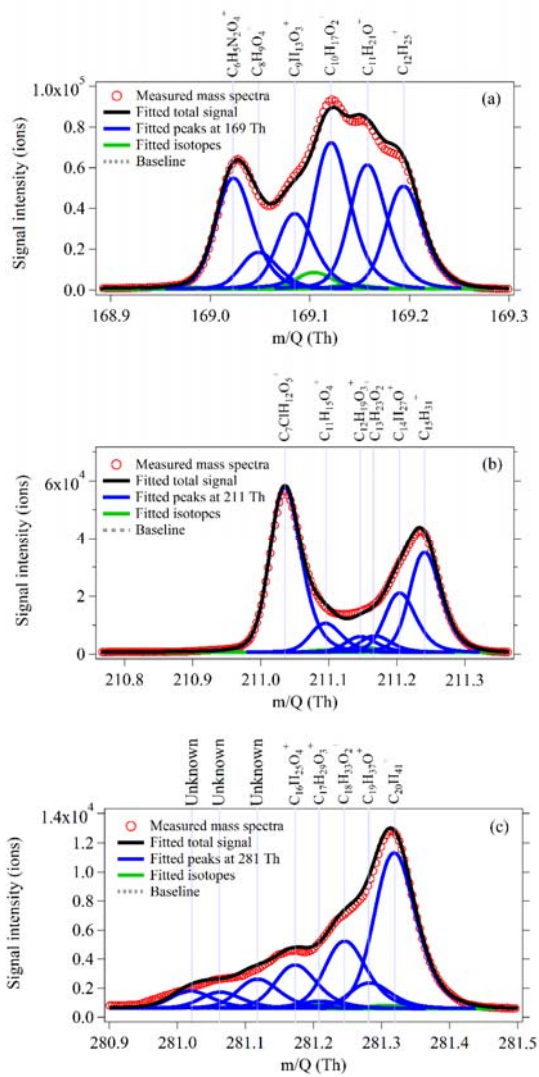 C₆H₅N₂O₄⁺
C₈H₉O₄⁺
C₉H₁₃O₃⁺
C₁₀H₁₇O₂⁺
C₁₁H₂₁O⁺
C₁₂H₂₅⁺
1.0x10⁵
0.8
0.6
0.4
0.2
0.0
Signal intensity (ions)
Measured mass spectra
Fitted total signal
Fitted peaks at 169 Th
Fitted isotopes
Baseline
(a)
168.9 169.0 169.1 169.2 169.3
m/Q (Th)
C₇ClH₁₂O₅⁺
C₁₁H₁₅O₄⁺
C₁₂H₁₉O₃⁺
C₁₃H₂₃O₂⁺
C₁₄H₂₇O⁺
C₁₅H₃₁⁺
6x10⁴
4
2
0
Signal intensity (ions)
Measured mass spectra
Fitted total signal
Fitted peaks at 211 Th
Fitted isotopes
Baseline
(b)
210.8 210.9 211.0 211.1 211.2 211.3
m/Q (Th)
Unknown
Unknown
Unknown
C₁₆H₂₅O₄⁺
C₁₇H₂₉O₃⁺
C₁₈H₃₃O₂⁺
C₁₉H₃₇O⁺
C₂₀H₄₁⁺
1.4x10⁴
1.2
1.0
0.8
0.6
0.4
0.2
0.0
Signal intensity (ions)
Measured mass spectra
Fitted total signal
Fitted peaks at 281 Th
Fitted isotopes
Baseline
(c)
280.9 281.0 281.1 281.2 281.3 281.4 281.5
m/Q (Th)